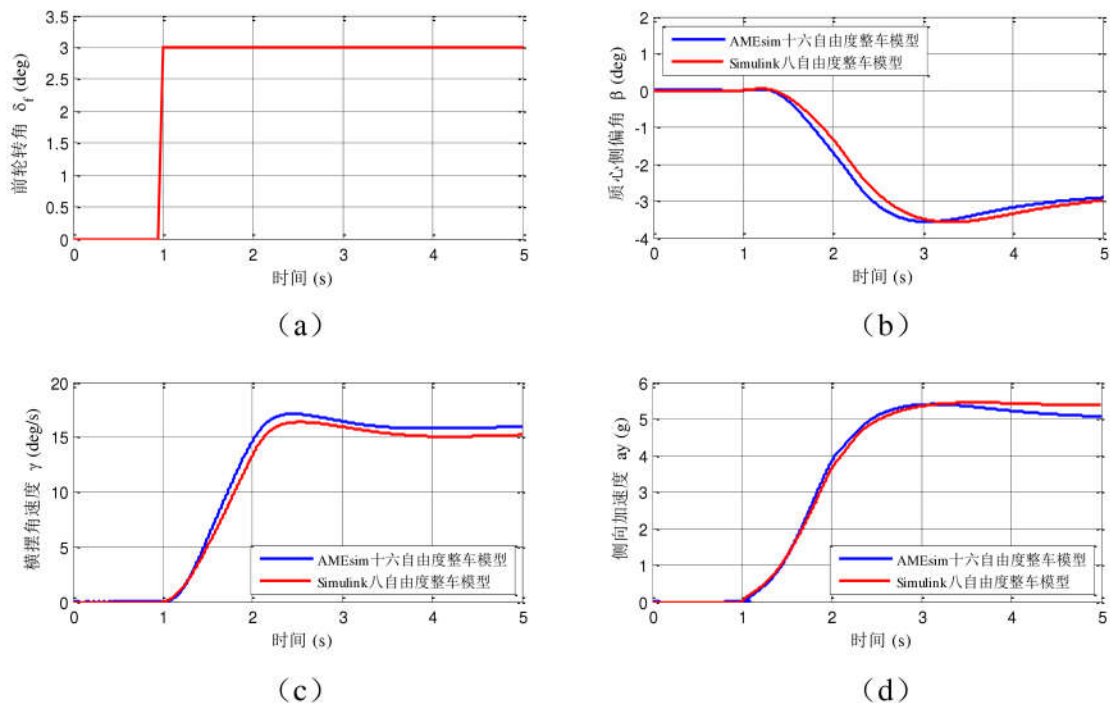 3.5
3
2.5
2
1.5
1
0.5
0
前轮转角 δf (deg)
0 1 2 3 4 5
时间 (s)
(a)
2
1
0
-1
-2
-3
-4
质心侧偏角 β (deg)
AMEsim十六自由度整车模型
Simulink八自由度整车模型
0 1 2 3 4 5
时间 (s)
(b)
20
15
10
5
0
横摆角速度 γ (deg/s)
AMEsim十六自由度整车模型
Simulink八自由度整车模型
0 1 2 3 4 5
时间 (s)
(c)
6
5
4
3
2
1
0
侧向加速度 ay (g)
AMEsim十六自由度整车模型
Simulink八自由度整车模型
0 1 2 3 4 5
时间 (s)
(d)